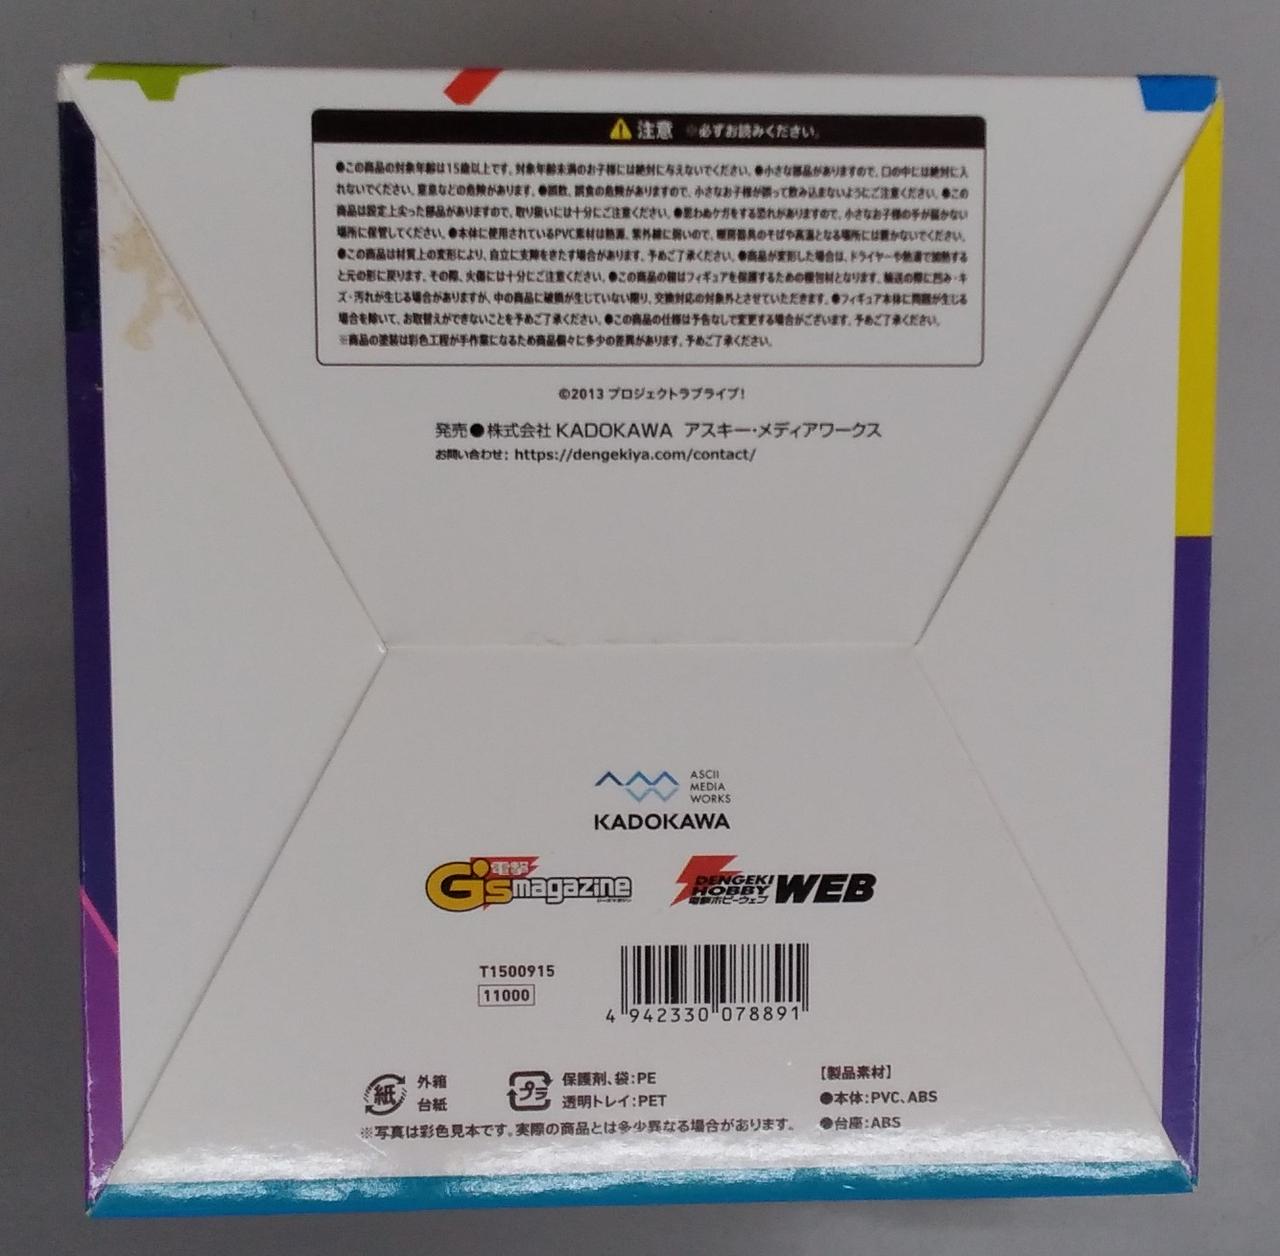 注意 ※必ずお読みください。
●この商品の対象年齢は15歳以上です。対象年齢未満のお子様には絶対に与えないでください。●小さな部品がありますので、口の中には絶対に入
れないでください。窒息などの危険があります。●誤飲、誤食の危険がありますので、小さなお子様が誤って飲み込まないようにご注意ください。●この
商品は設定上尖った部品がありますので、取り扱いには十分にご注意ください。●思わぬケガをする恐れがありますので、小さなお子様の手が届かない
場所に保管してください。●本体に使用されているPVC素材は熱源、紫外線に弱いので、暖房器具のそばや高温となる場所には置かないでください。
●この商品は材質上の変形により、自立に支障をきたす場合があります。予めご了承ください。●商品が変形した場合は、ドライヤーや熱湯で加熱する
と元の形に戻ります。その際、火傷には十分にご注意ください。●この商品の箱はフィギュアを保護するための梱包材となります。輸送の際に凹み・キ
ズ・汚れが生じる場合がありますが、中の商品に破損が生じていない限り、交換対応の対象外とさせていただきます。●フィギュア本体に問題が生じる
場合を除いて、お取替えができないことを予めご了承ください。●この商品の仕様は予告なしで変更する場合がございます。予めご了承ください。
※商品の塗装は彩色工程が手作業になるため商品個々に多少の差異があります。予めご了承ください。
©2013 プロジェクトラブライブ!
発売●株式会社 KADOKAWA アスキー・メディアワークス
お問い合わせ: https://dengekiya.com/contact/
ASCII
MEDIA
WORKS
KADOKAWA
電撃
G's magazine
ジーズマガジン
DENGEKI
HOBBY WEB
電撃ホビーウェブ
T1500915
11000
4 942330 078891
紙 外箱
台紙
プラ 保護剤、袋:PE
透明トレイ:PET
【製品素材】
●本体:PVC、ABS
●台座:ABS
※写真は彩色見本です。実際の商品とは多少異なる場合があります。